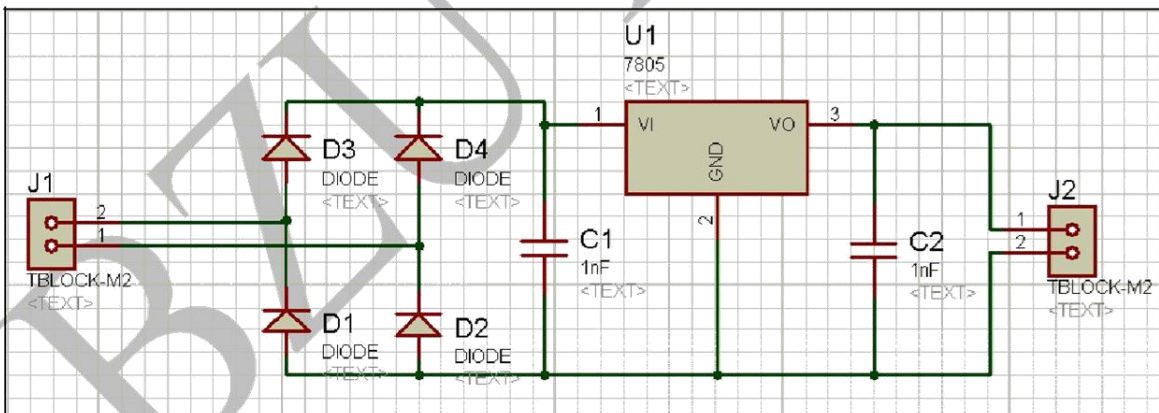 U1
7805
<TEXT>
1
VI
VO
3
GND
2
D3
DIODE
<TEXT>
D4
DIODE
<TEXT>
J1
2
1
TBLOCK-M2
<TEXT>
C1
1nF
<TEXT>
C2
1nF
<TEXT>
J2
1
2
TBLOCK-M2
<TEXT>
D1
DIODE
<TEXT>
D2
DIODE
<TEXT>
BZU